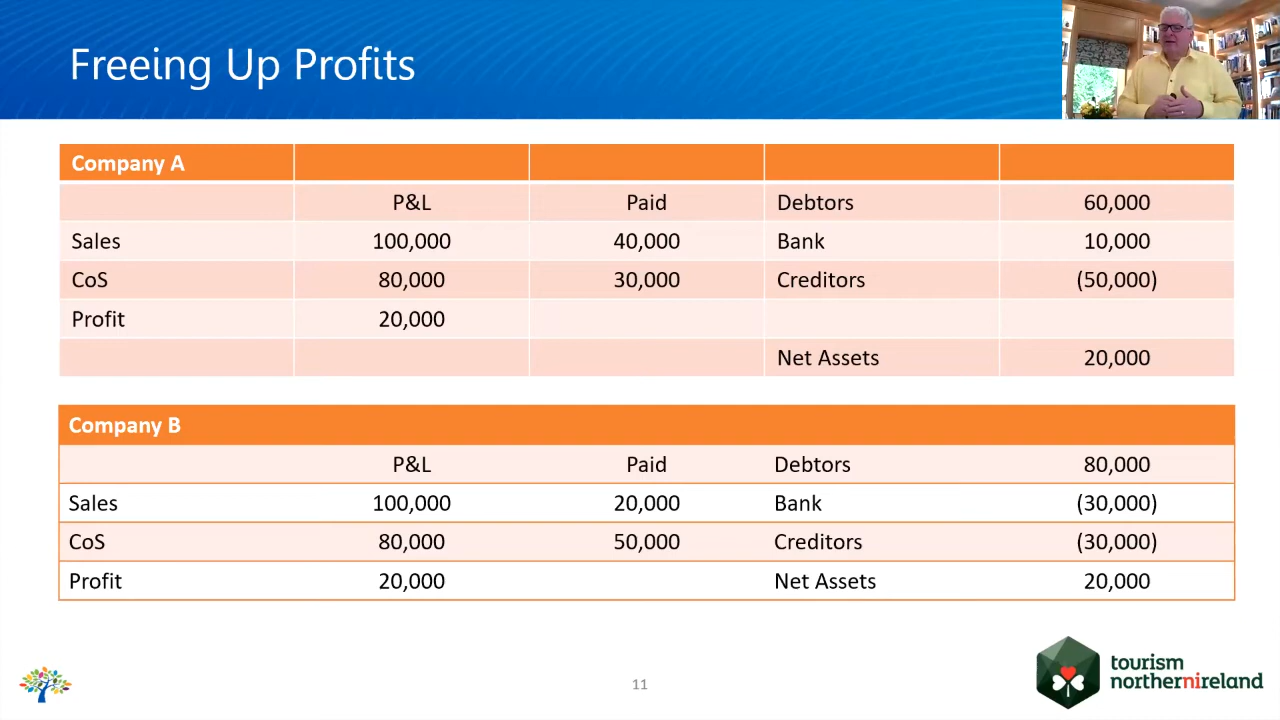 Freeing Up Profits
Company A
P&L Paid Debtors 60,000
Sales 100,000 40,000 Bank 10,000
CoS 80,000 30,000 Creditors (50,000)
Profit 20,000
Net Assets 20,000
Company B
P&L Paid Debtors 80,000
Sales 100,000 20,000 Bank (30,000)
CoS 80,000 50,000 Creditors (30,000)
Profit 20,000 Net Assets 20,000
11
tourism
northernireland